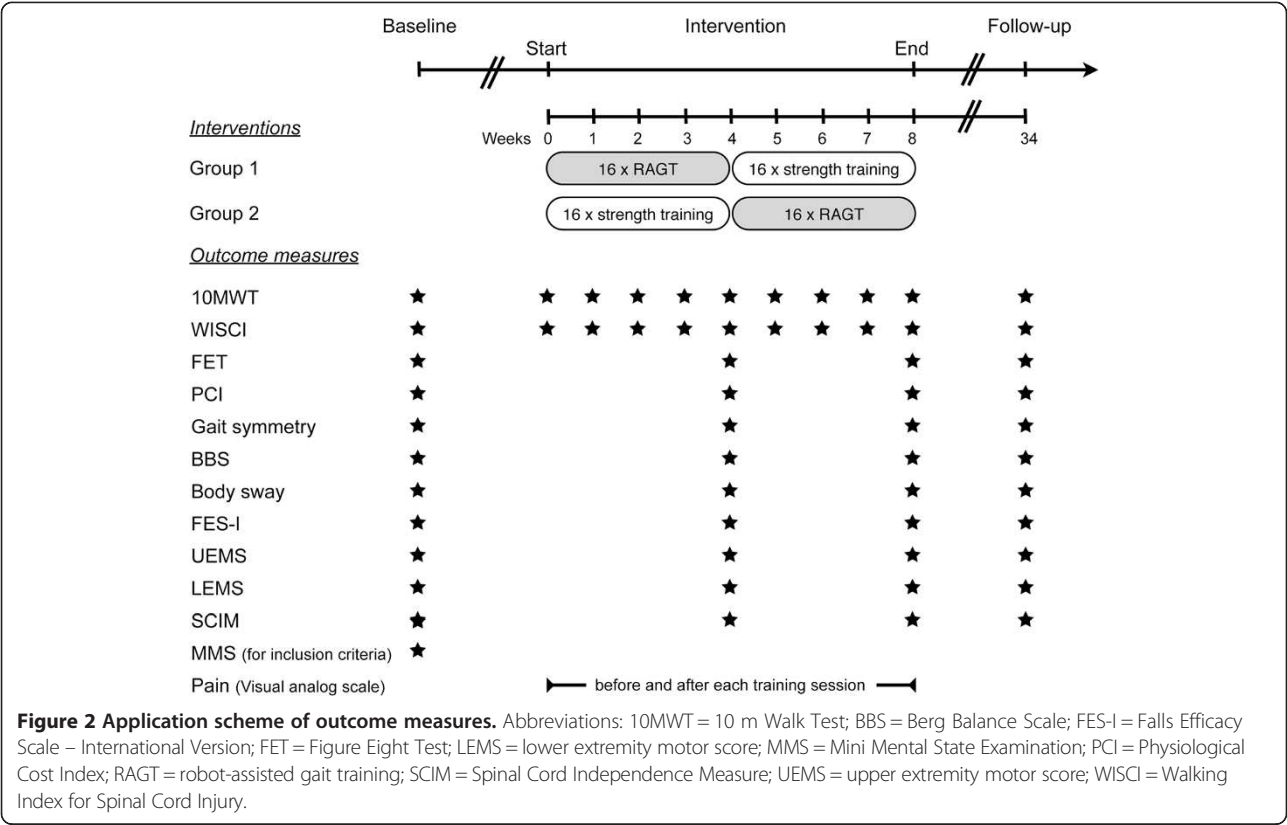 Baseline Intervention Follow-up
Start End
Interventions
Weeks 0 1 2 3 4 5 6 7 8 34
Group 1 16 x RAGT 16 x strength training
Group 2 16 x strength training 16 x RAGT
Outcome measures
10MWT
WISCI
FET
PCI
Gait symmetry
BBS
Body sway
FES-I
UEMS
LEMS
SCIM
MMS (for inclusion criteria)
Pain (Visual analog scale) before and after each training session
Figure 2 Application scheme of outcome measures. Abbreviations: 10MWT = 10 m Walk Test; BBS = Berg Balance Scale; FES-I = Falls Efficacy
Scale – International Version; FET = Figure Eight Test; LEMS = lower extremity motor score; MMS = Mini Mental State Examination; PCI = Physiological
Cost Index; RAGT = robot-assisted gait training; SCIM = Spinal Cord Independence Measure; UEMS = upper extremity motor score; WISCI = Walking
Index for Spinal Cord Injury.